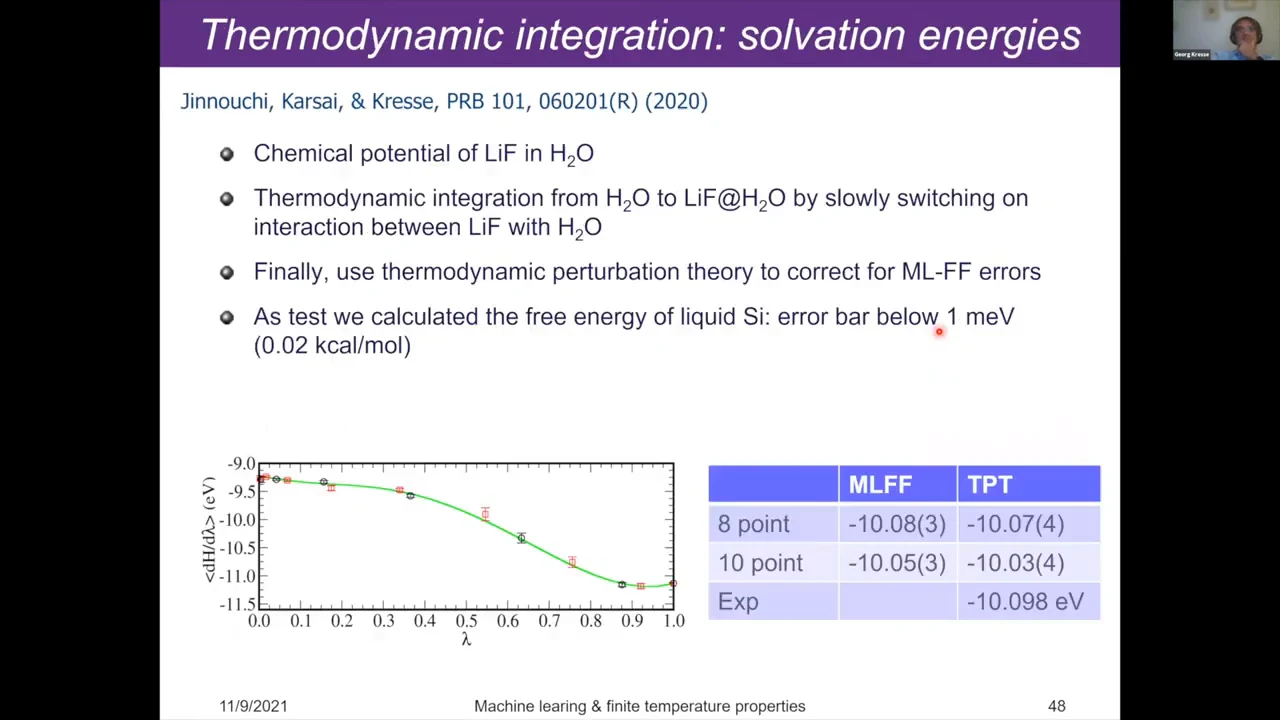 Thermodynamic integration: solvation energies
Georg Kresse
Jinnouchi, Karsai, & Kresse, PRB 101, 060201(R) (2020)
Chemical potential of LiF in H₂O
Thermodynamic integration from H₂O to LiF@H₂O by slowly switching on
interaction between LiF with H₂O
Finally, use thermodynamic perturbation theory to correct for ML-FF errors
As test we calculated the free energy of liquid Si: error bar below 1 meV
(0.02 kcal/mol)
<dH/dλ> (eV)
-9.0
-9.5
-10.0
-10.5
-11.0
-11.5
0.0 0.1 0.2 0.3 0.4 0.5 0.6 0.7 0.8 0.9 1.0
λ
MLFF TPT
8 point -10.08(3) -10.07(4)
10 point -10.05(3) -10.03(4)
Exp -10.098 eV
11/9/2021 Machine learing & finite temperature properties 48